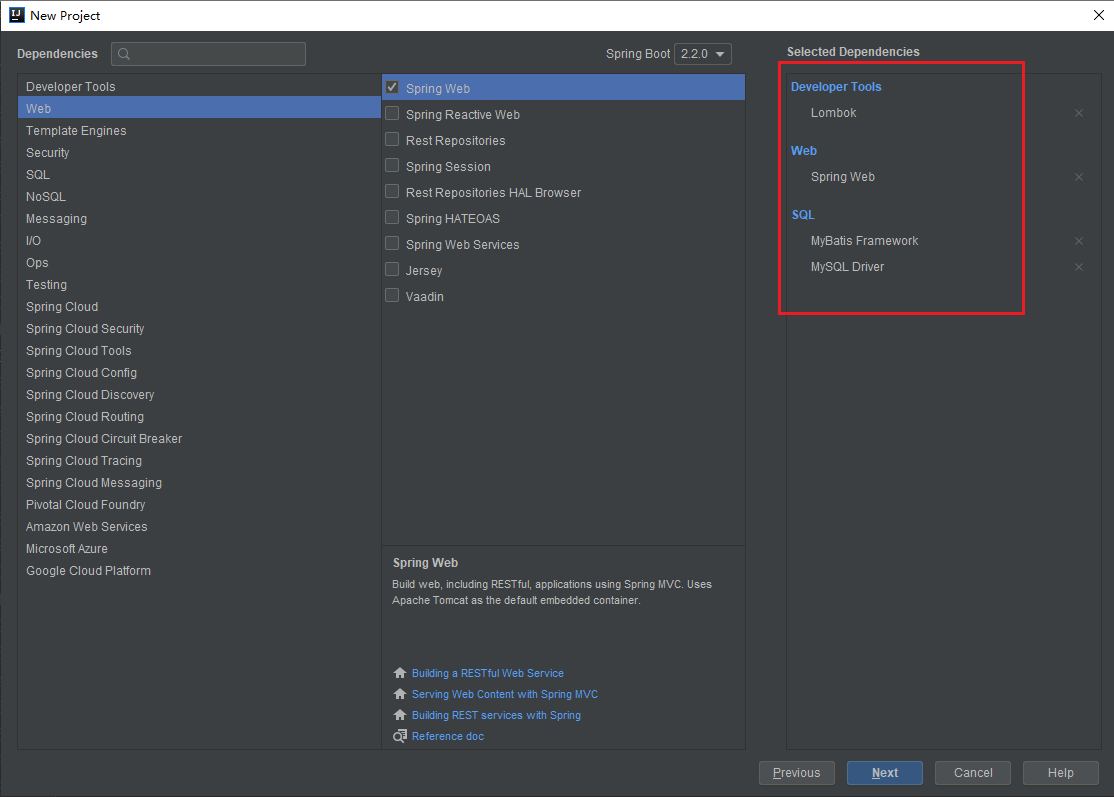 New Project
Dependencies
Spring Boot 2.2.0
Selected Dependencies
Developer Tools
Web
Template Engines
Security
SQL
NoSQL
Messaging
I/O
Ops
Testing
Spring Cloud
Spring Cloud Security
Spring Cloud Tools
Spring Cloud Config
Spring Cloud Discovery
Spring Cloud Routing
Spring Cloud Circuit Breaker
Spring Cloud Tracing
Spring Cloud Messaging
Pivotal Cloud Foundry
Amazon Web Services
Microsoft Azure
Google Cloud Platform
Spring Web
Spring Reactive Web
Rest Repositories
Spring Session
Rest Repositories HAL Browser
Spring HATEOAS
Spring Web Services
Jersey
Vaadin
Spring Web
Build web, including RESTful, applications using Spring MVC. Uses
Apache Tomcat as the default embedded container.
Building a RESTful Web Service
Serving Web Content with Spring MVC
Building REST services with Spring
Reference doc
Developer Tools
Lombok
Web
Spring Web
SQL
MyBatis Framework
MySQL Driver
Previous
Next
Cancel
Help